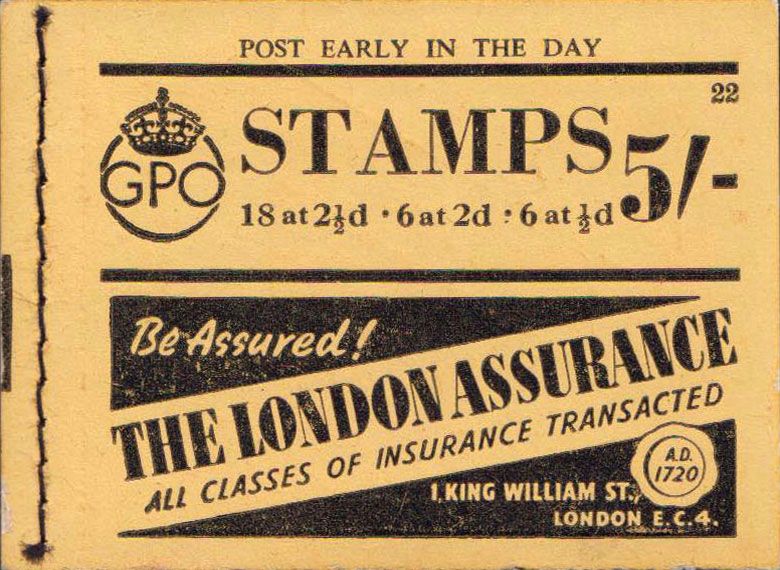 POST EARLY IN THE DAY
22
GPO
STAMPS 5/-
18 at 2½d · 6 at 2d : 6 at ½d
Be Assured!
THE LONDON ASSURANCE
ALL CLASSES OF INSURANCE TRANSACTED
A.D.
1720
1, KING WILLIAM ST.,
LONDON E.C.4.